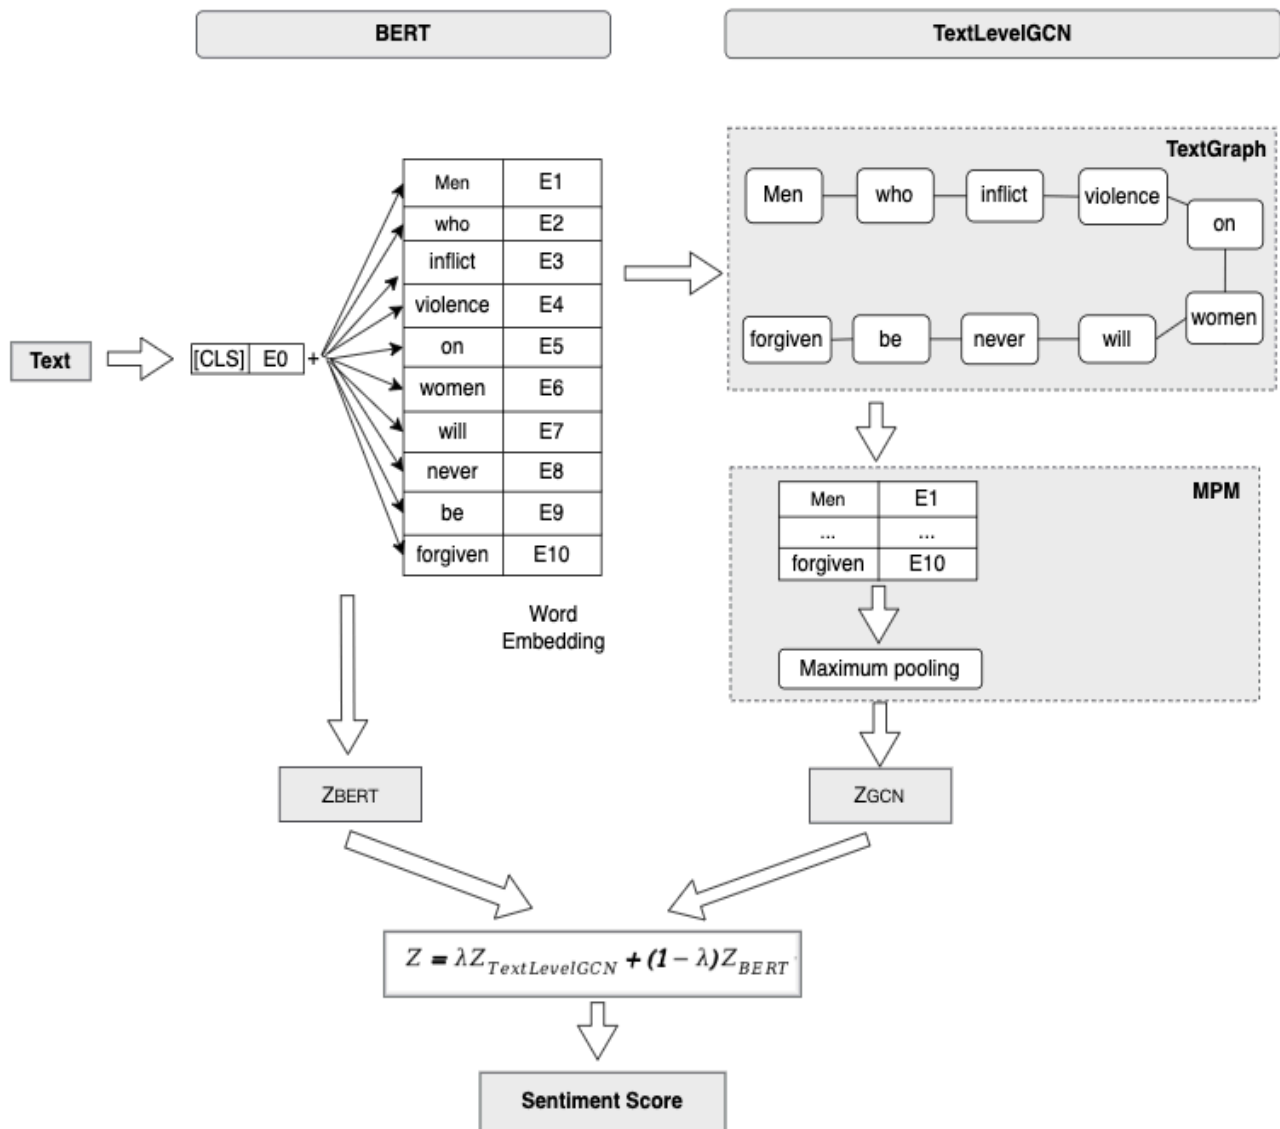 BERT
TextLevelGCN
Text
[CLS] E0 +
Men E1
who E2
inflict E3
violence E4
on E5
women E6
will E7
never E8
be E9
forgiven E10
Word
Embedding
TextGraph
Men who inflict violence
on
women
forgiven be never will
MPM
Men E1
... ...
forgiven E10
Maximum pooling
ZBERT
ZGCN
Z = λZ_TextLevelGCN + (1 − λ)Z_BERT
Sentiment Score